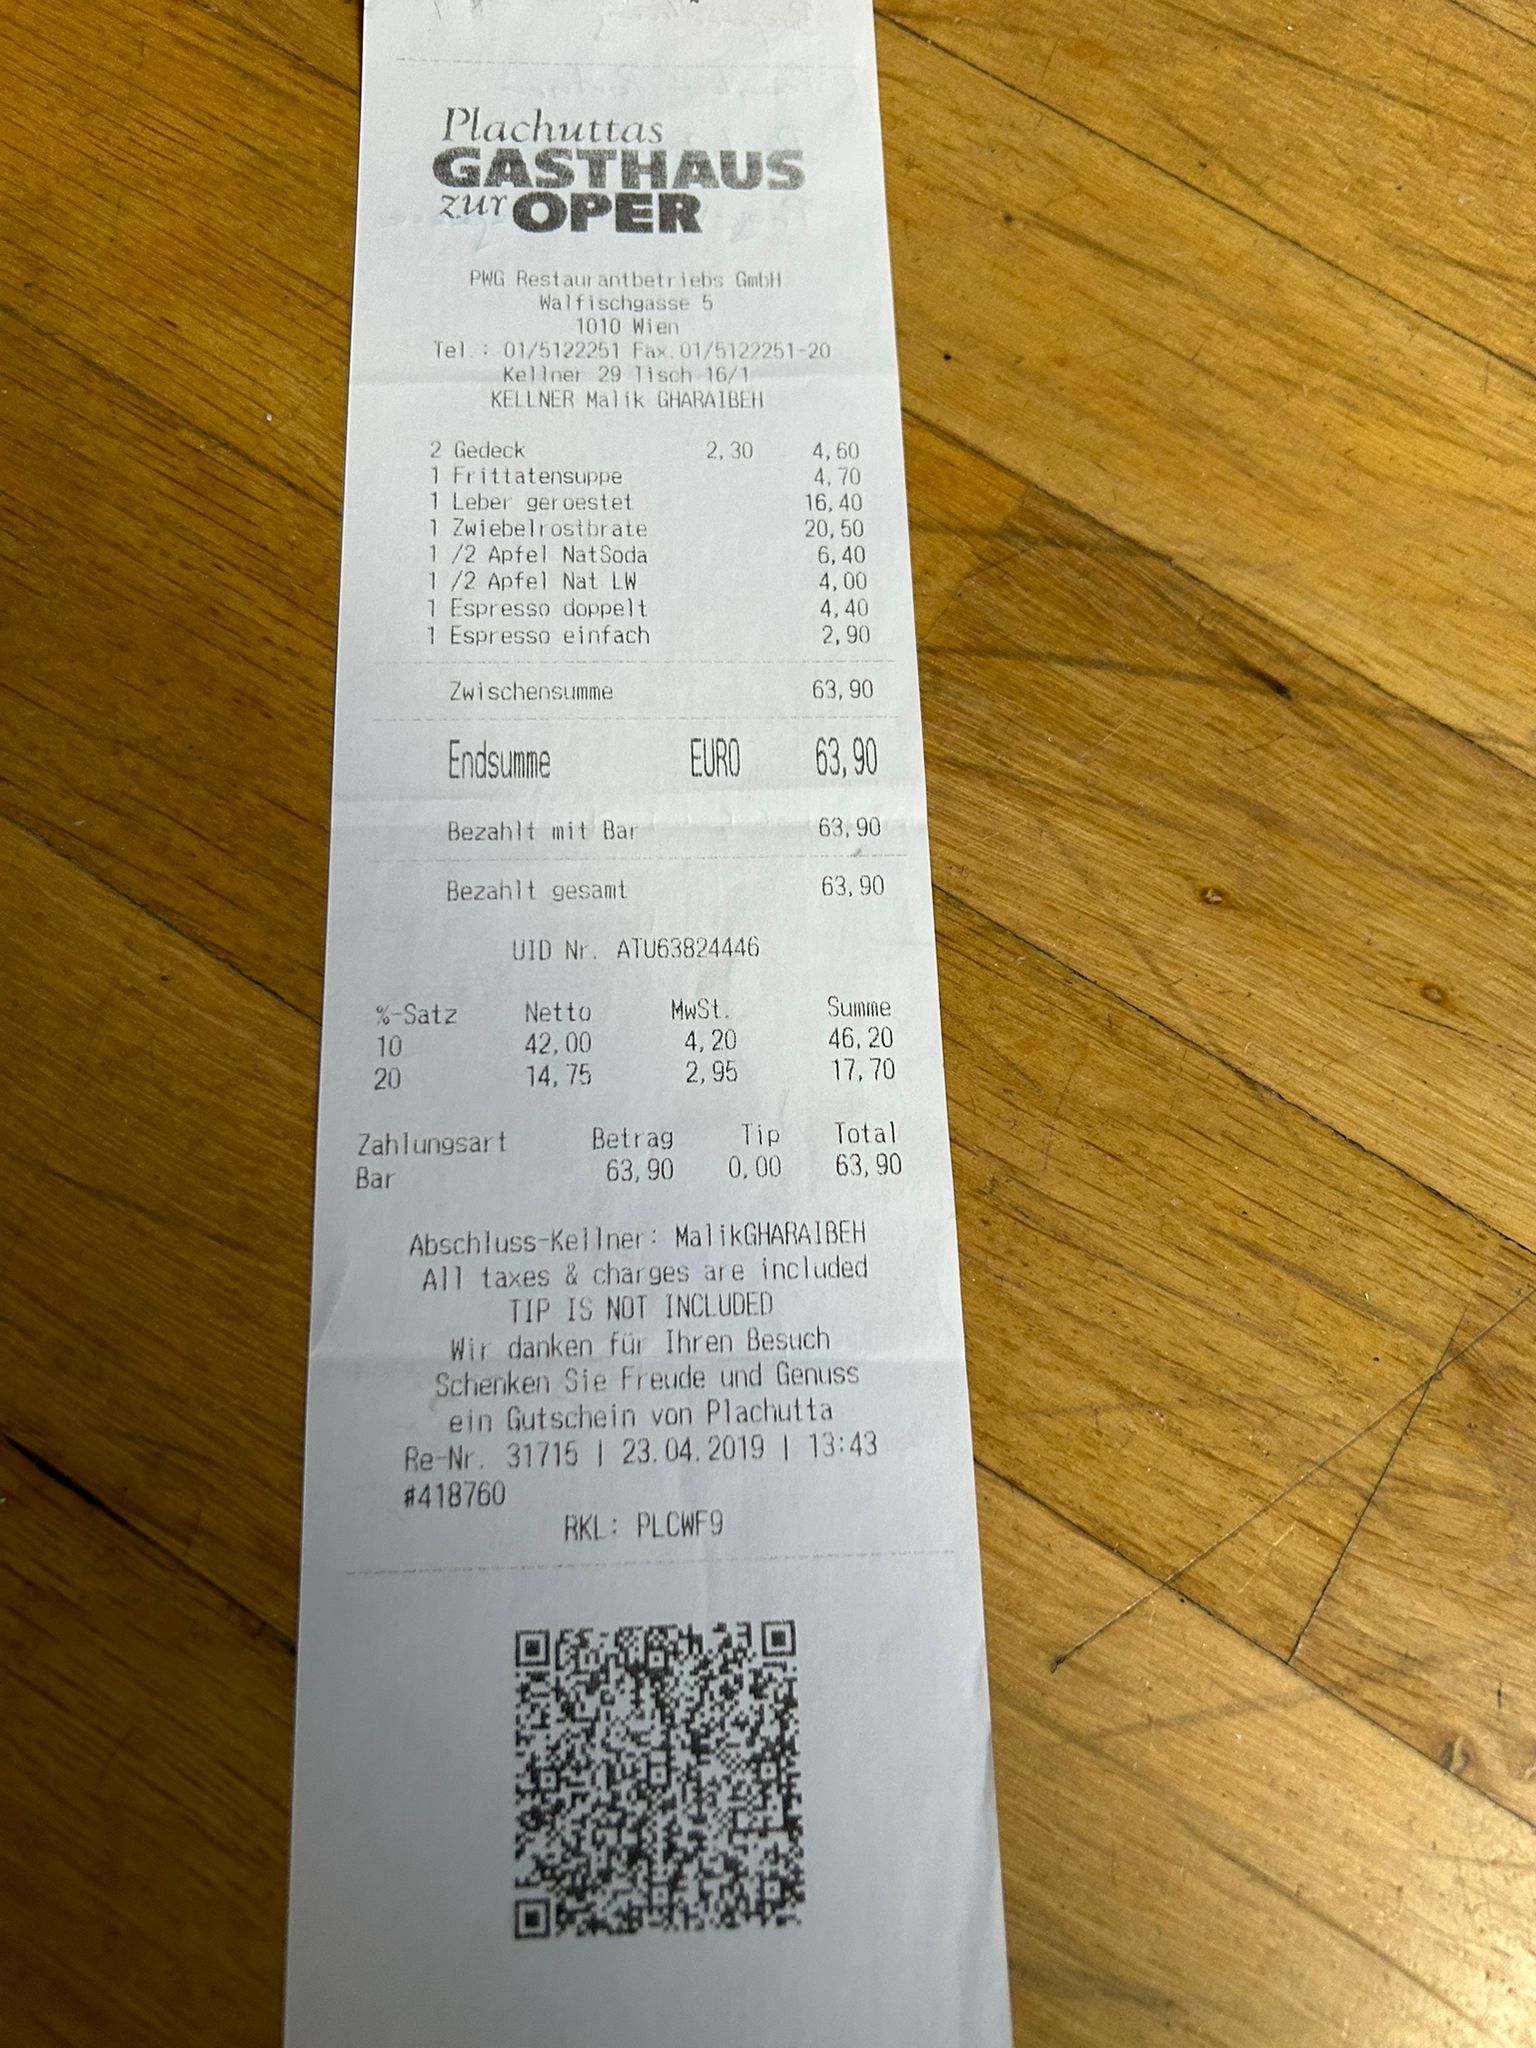 Plachuttas
GASTHAUS
zur OPER
PWG Restaurantbetriebs GmbH
Walfischgasse 5
1010 Wien
Tel.: 01/5122251 Fax.01/5122251-20
Kellner 29 Tisch 16/1
KELLNER Malik GHARAIBEH
2 Gedeck 2,30 4,60
1 Frittatensuppe 4,70
1 Leber geroestet 16,40
1 Zwiebelrostbrate 20,50
1 /2 Apfel NatSoda 6,40
1 /2 Apfel Nat LW 4,00
1 Espresso doppelt 4,40
1 Espresso einfach 2,90
Zwischensumme 63,90
Endsumme EURO 63,90
Bezahlt mit Bar 63,90
Bezahlt gesamt 63,90
UID Nr. ATU63824446
%-Satz Netto MwSt. Summe
10 42,00 4,20 46,20
20 14,75 2,95 17,70
Zahlungsart Betrag Tip Total
Bar 63,90 0,00 63,90
Abschluss-Kellner: MalikGHARAIBEH
All taxes & charges are included
TIP IS NOT INCLUDED
Wir danken für Ihren Besuch
Schenken Sie Freude und Genuss
ein Gutschein von Plachutta
Re-Nr. 31715 | 23.04.2019 | 13:43
#418760
RKL: PLCWF9